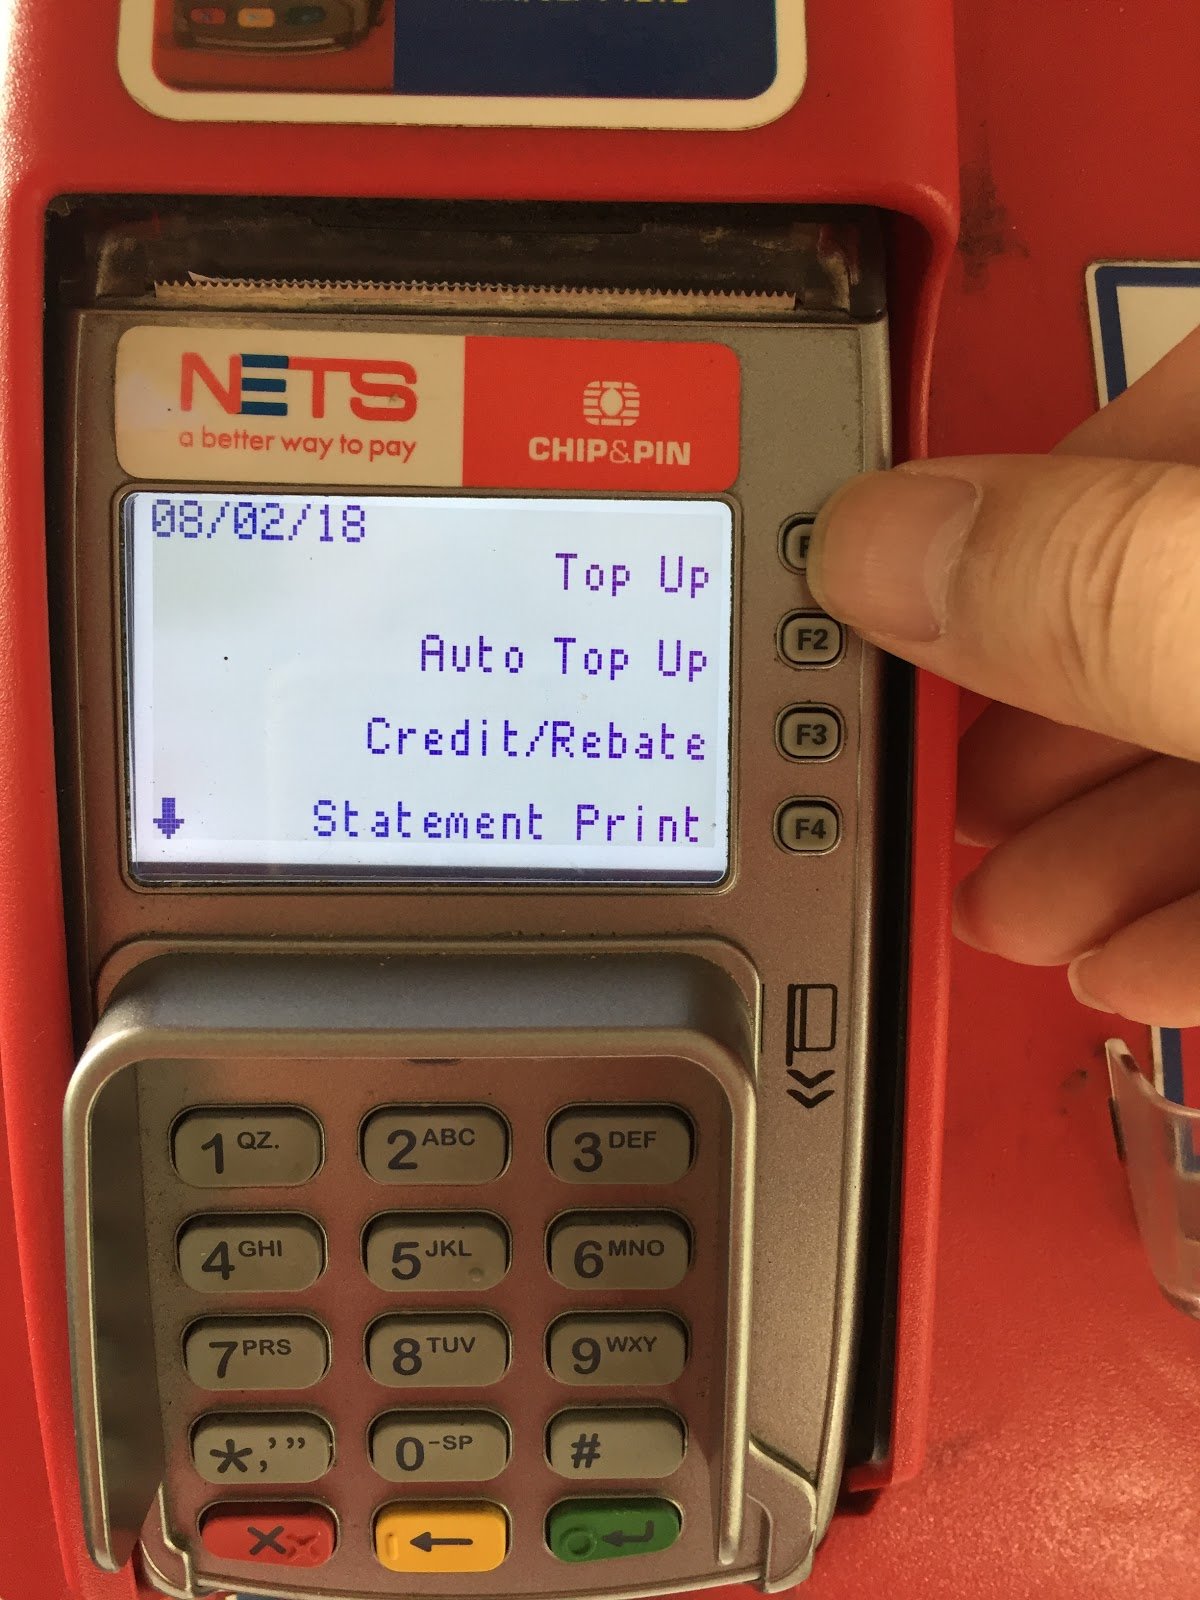 NETS
a better way to pay
CHIP&PIN
08/02/18
Top Up
Auto Top Up
Credit/Rebate
Statement Print
F2
F3
F4
1 QZ.
2 ABC
3 DEF
4 GHI
5 JKL
6 MNO
7 PRS
8 TUV
9 WXY
*,'"
0 -SP
#